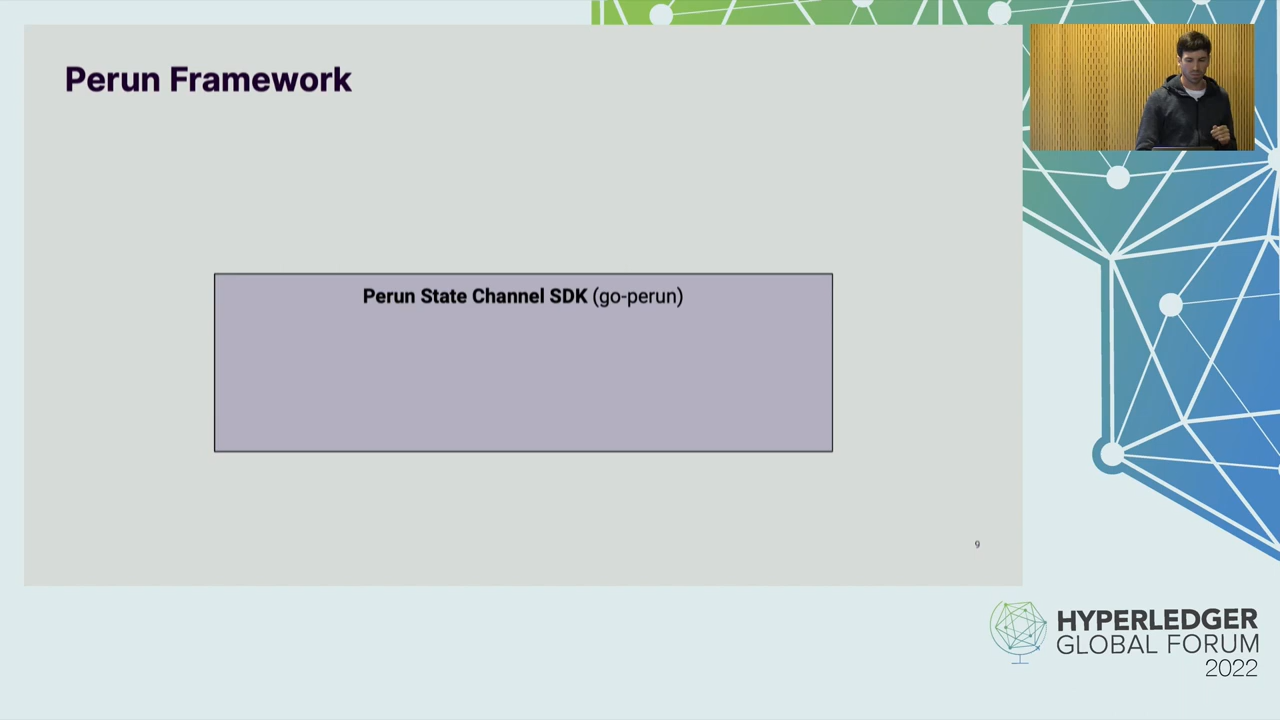 Perun Framework
Perun State Channel SDK (go-perun)
9
HYPERLEDGER
GLOBAL FORUM
2022